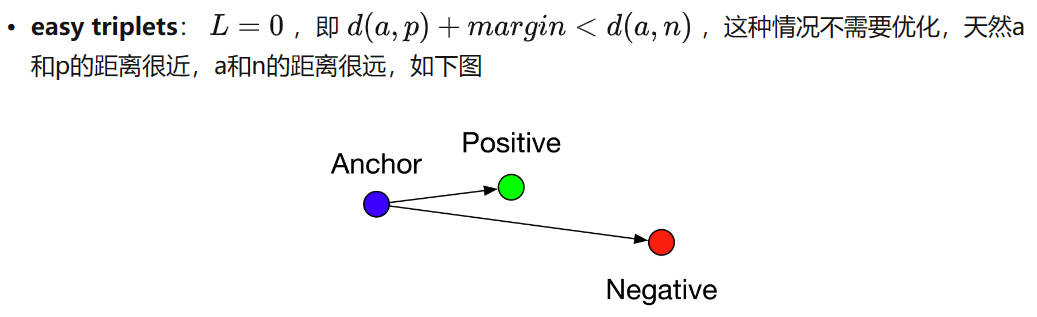 • easy triplets： L = 0 ，即 d(a, p) + margin < d(a, n) ，这种情况不需要优化，天然a
和p的距离很近，a和n的距离很远，如下图
Positive
Anchor
Negative